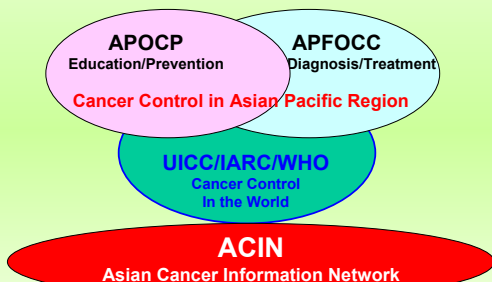 APOCP
Education/Prevention
APFOCC
Diagnosis/Treatment
Cancer Control in Asian Pacific Region
UICC/IARC/WHO
Cancer Control
In the World
ACIN
Asian Cancer Information Network